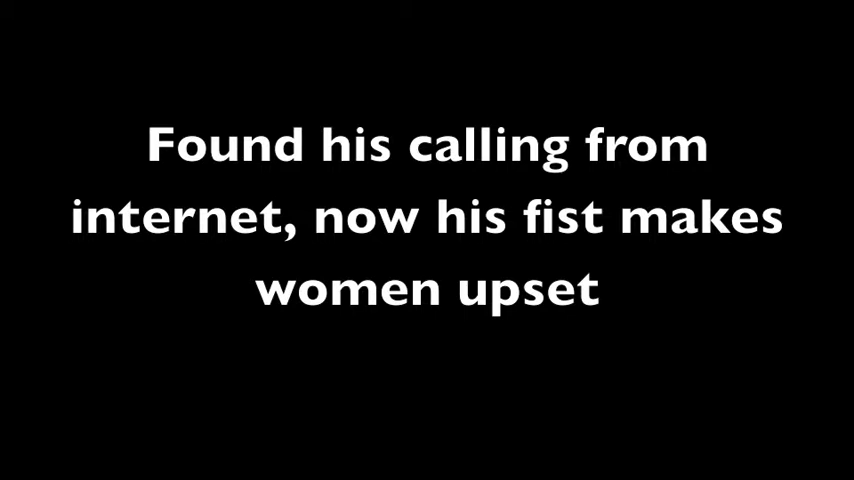 Found his calling from
internet, now his fist makes
women upset